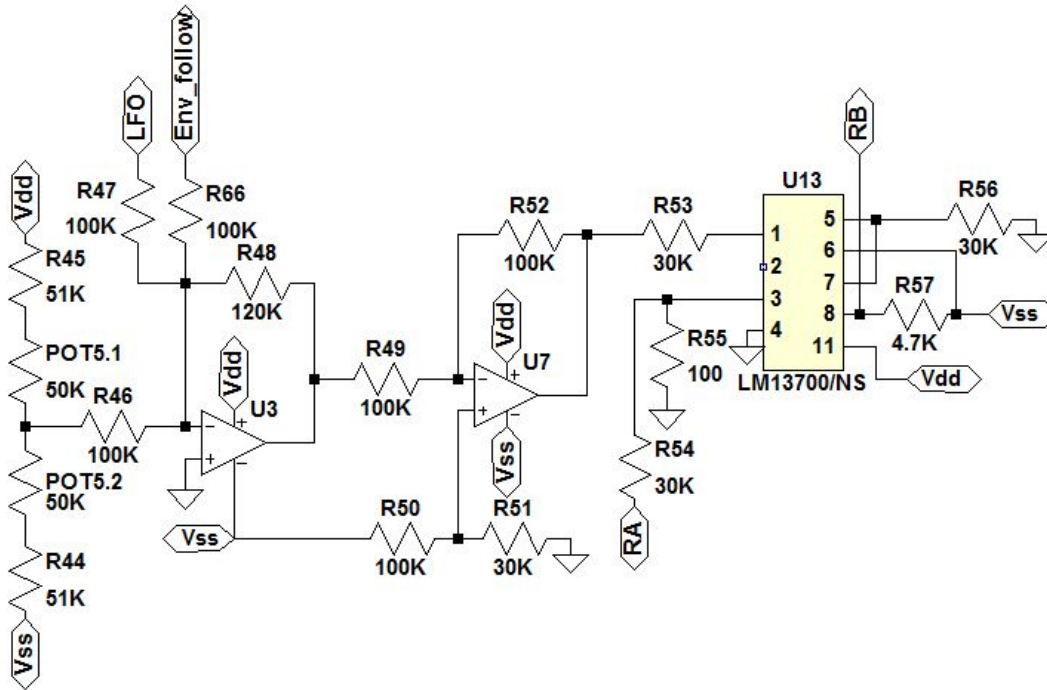 LFO
Env_follow
Vdd
R47
100K
R66
100K
R45
51K
R48
120K
POT5.1
50K
R46
100K
Vdd
U3
+
-
-
+
POT5.2
50K
R44
51K
Vss
Vss
R49
100K
R52
100K
Vdd
U7
+
-
-
+
Vss
R50
100K
R51
30K
R53
30K
RB
U13
1
2
3
4
5
6
7
8
11
LM13700/NS
R56
30K
R57
4.7K
Vss
Vdd
R55
100
R54
30K
RA